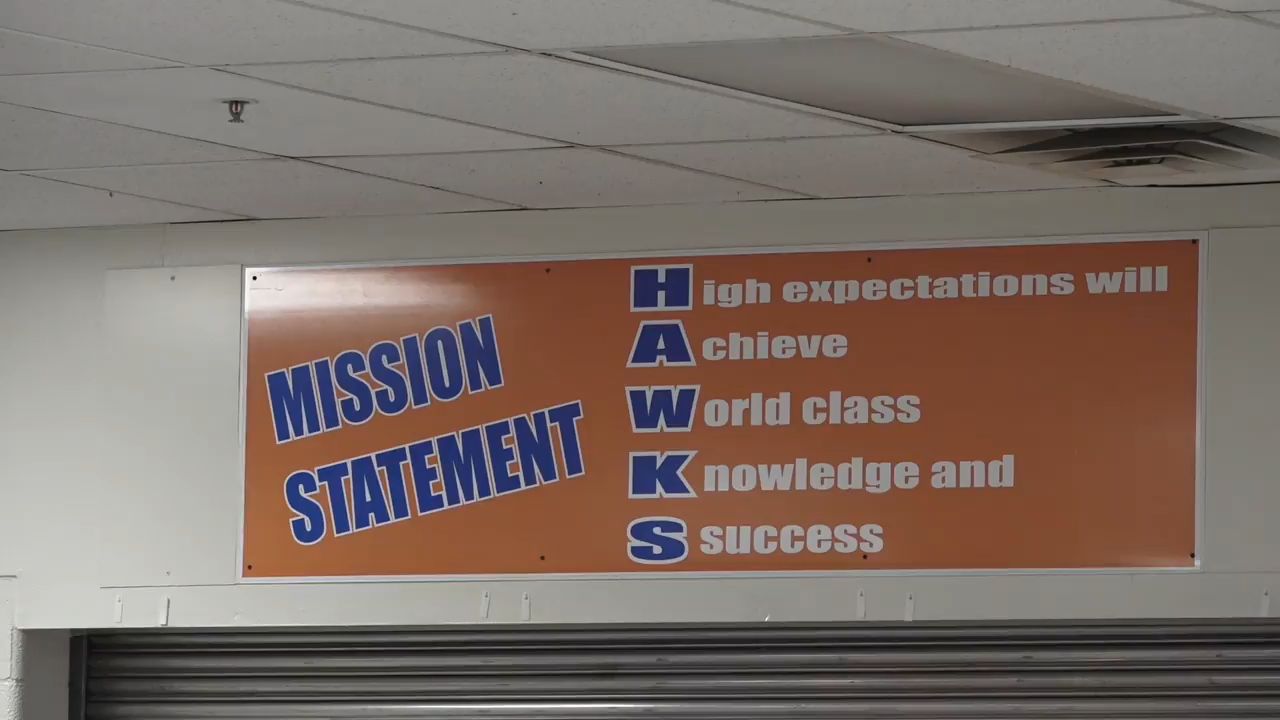 MISSION
STATEMENT
High expectations will
Achieve
World class
Knowledge and
S success